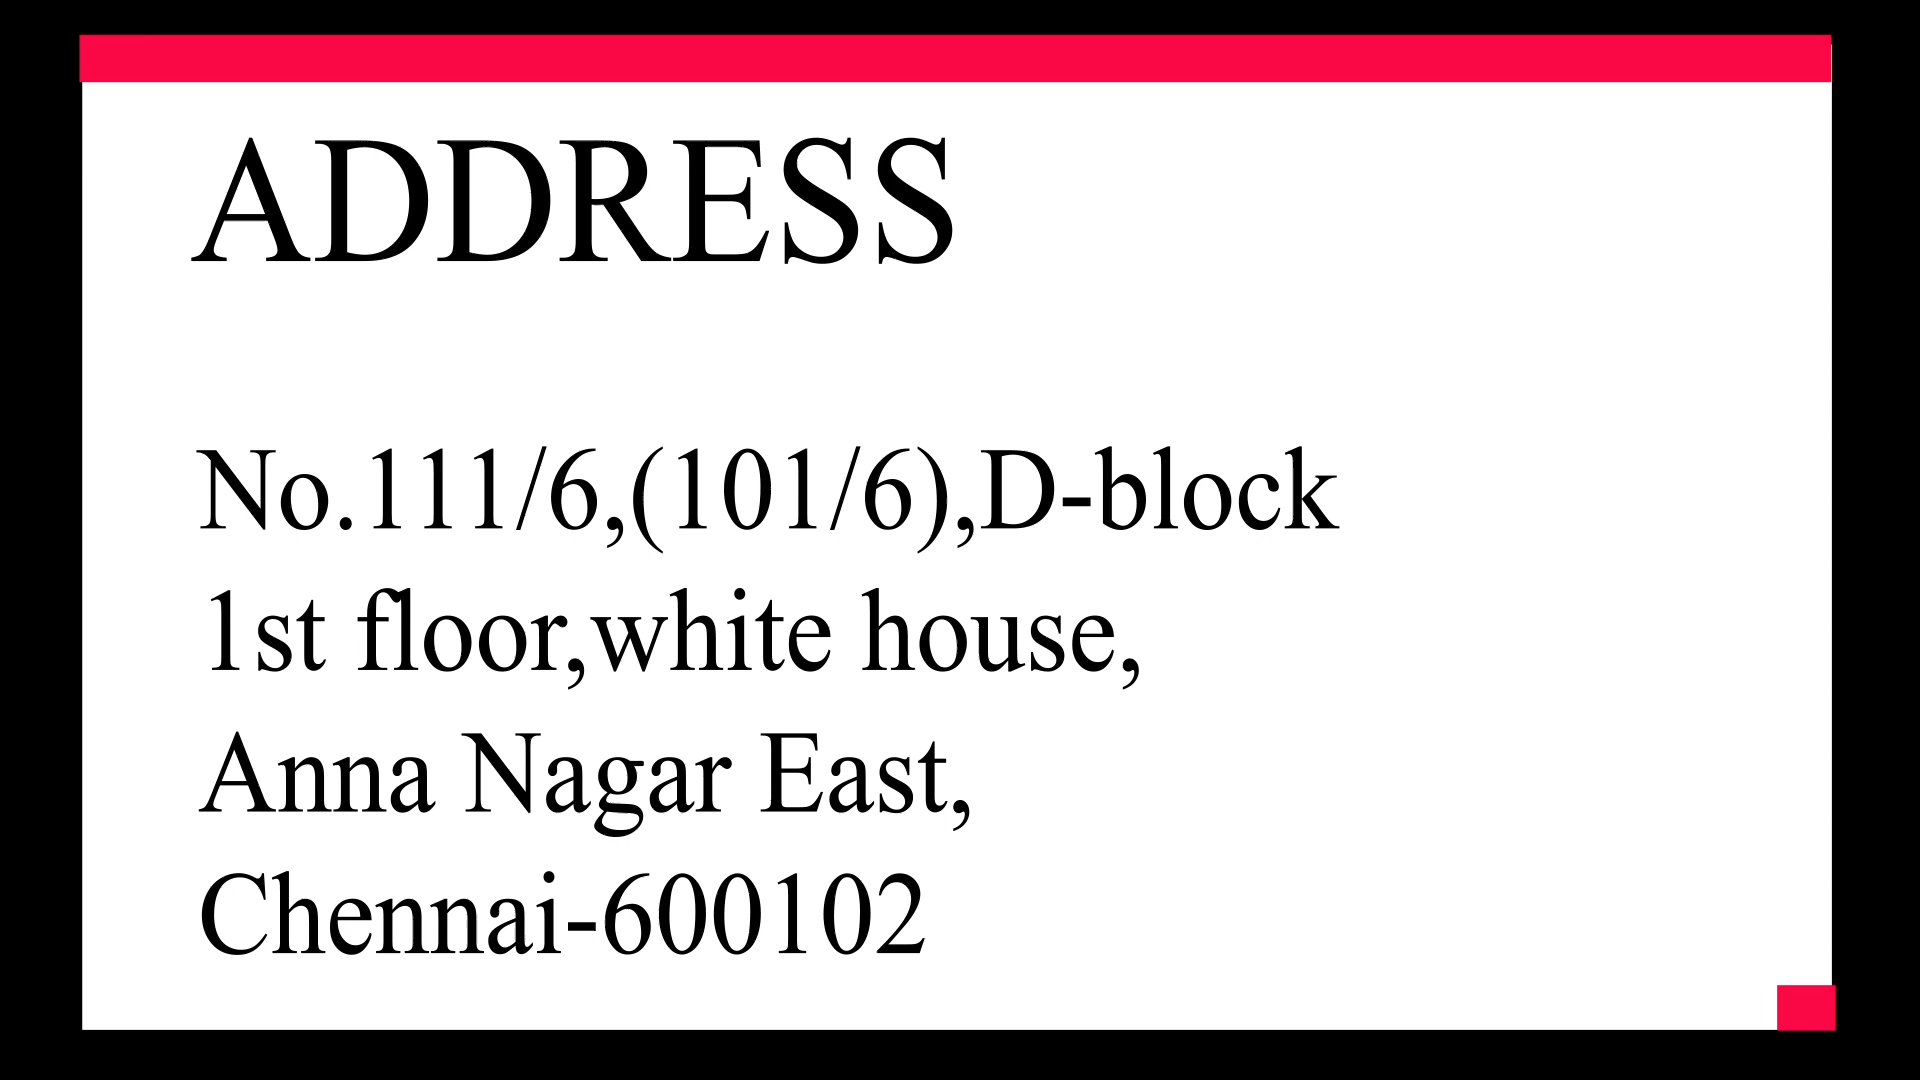 ADDRESS
No.111/6,(101/6),D-block
1st floor,white house,
Anna Nagar East,
Chennai-600102